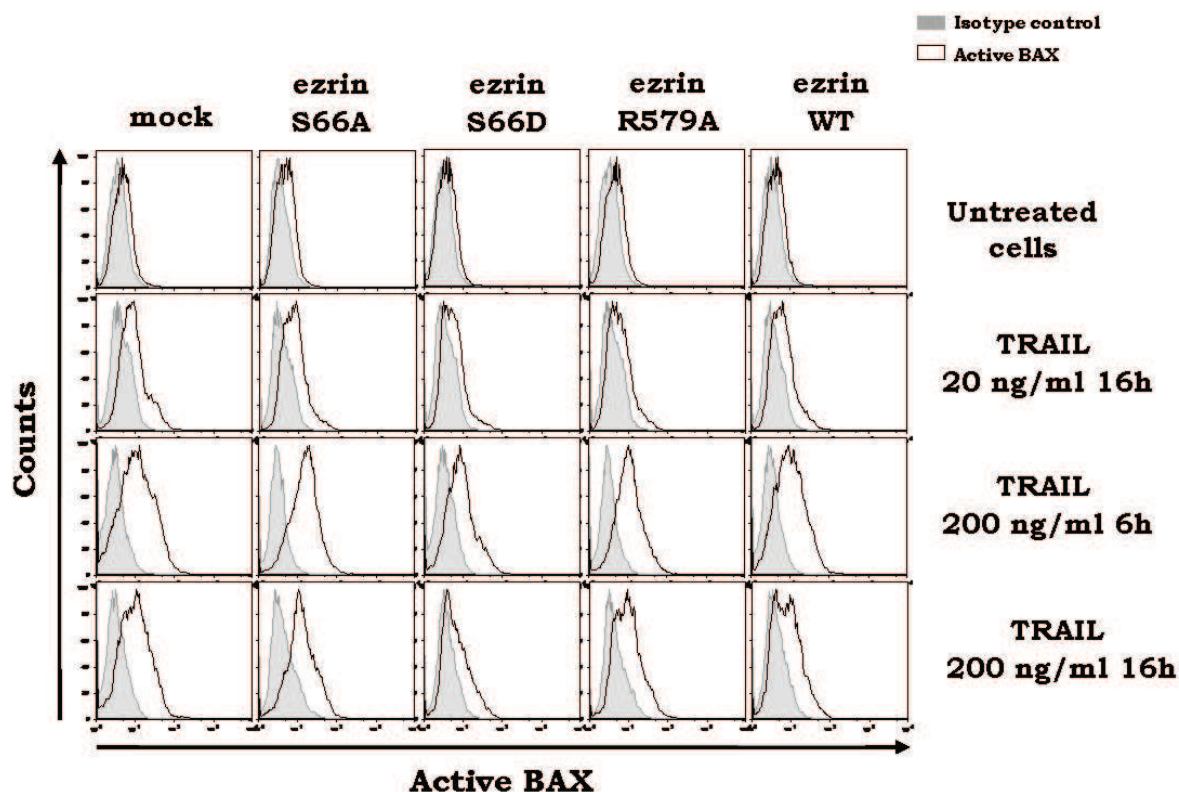 Isotype control
Active BAX
mock
ezrin
S66A
ezrin
S66D
ezrin
R579A
ezrin
WT
Untreated
cells
TRAIL
20 ng/ml 16h
TRAIL
200 ng/ml 6h
TRAIL
200 ng/ml 16h
Counts
Active BAX